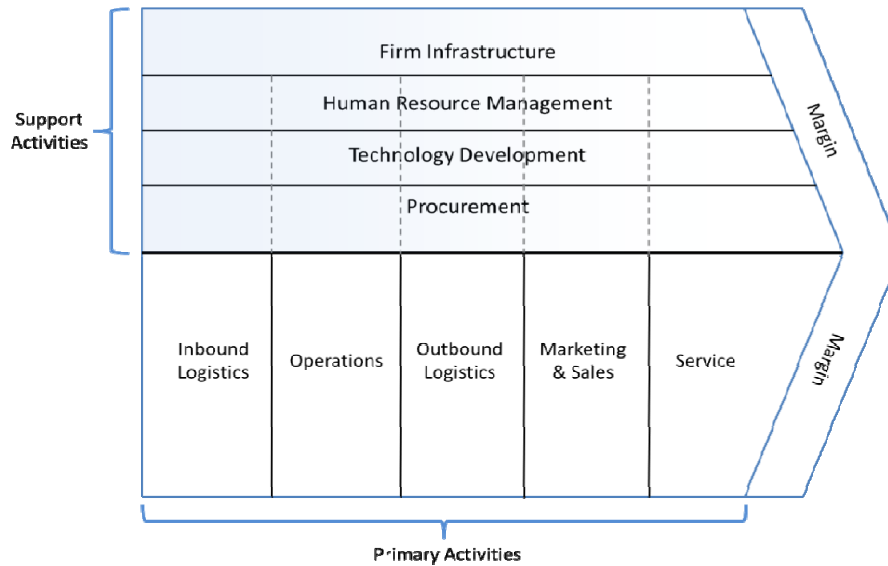 Firm Infrastructure
Human Resource Management
Technology Development
Procurement
Support
Activities
Margin
Inbound
Logistics
Operations
Outbound
Logistics
Marketing
& Sales
Service
Margin
Primary Activities